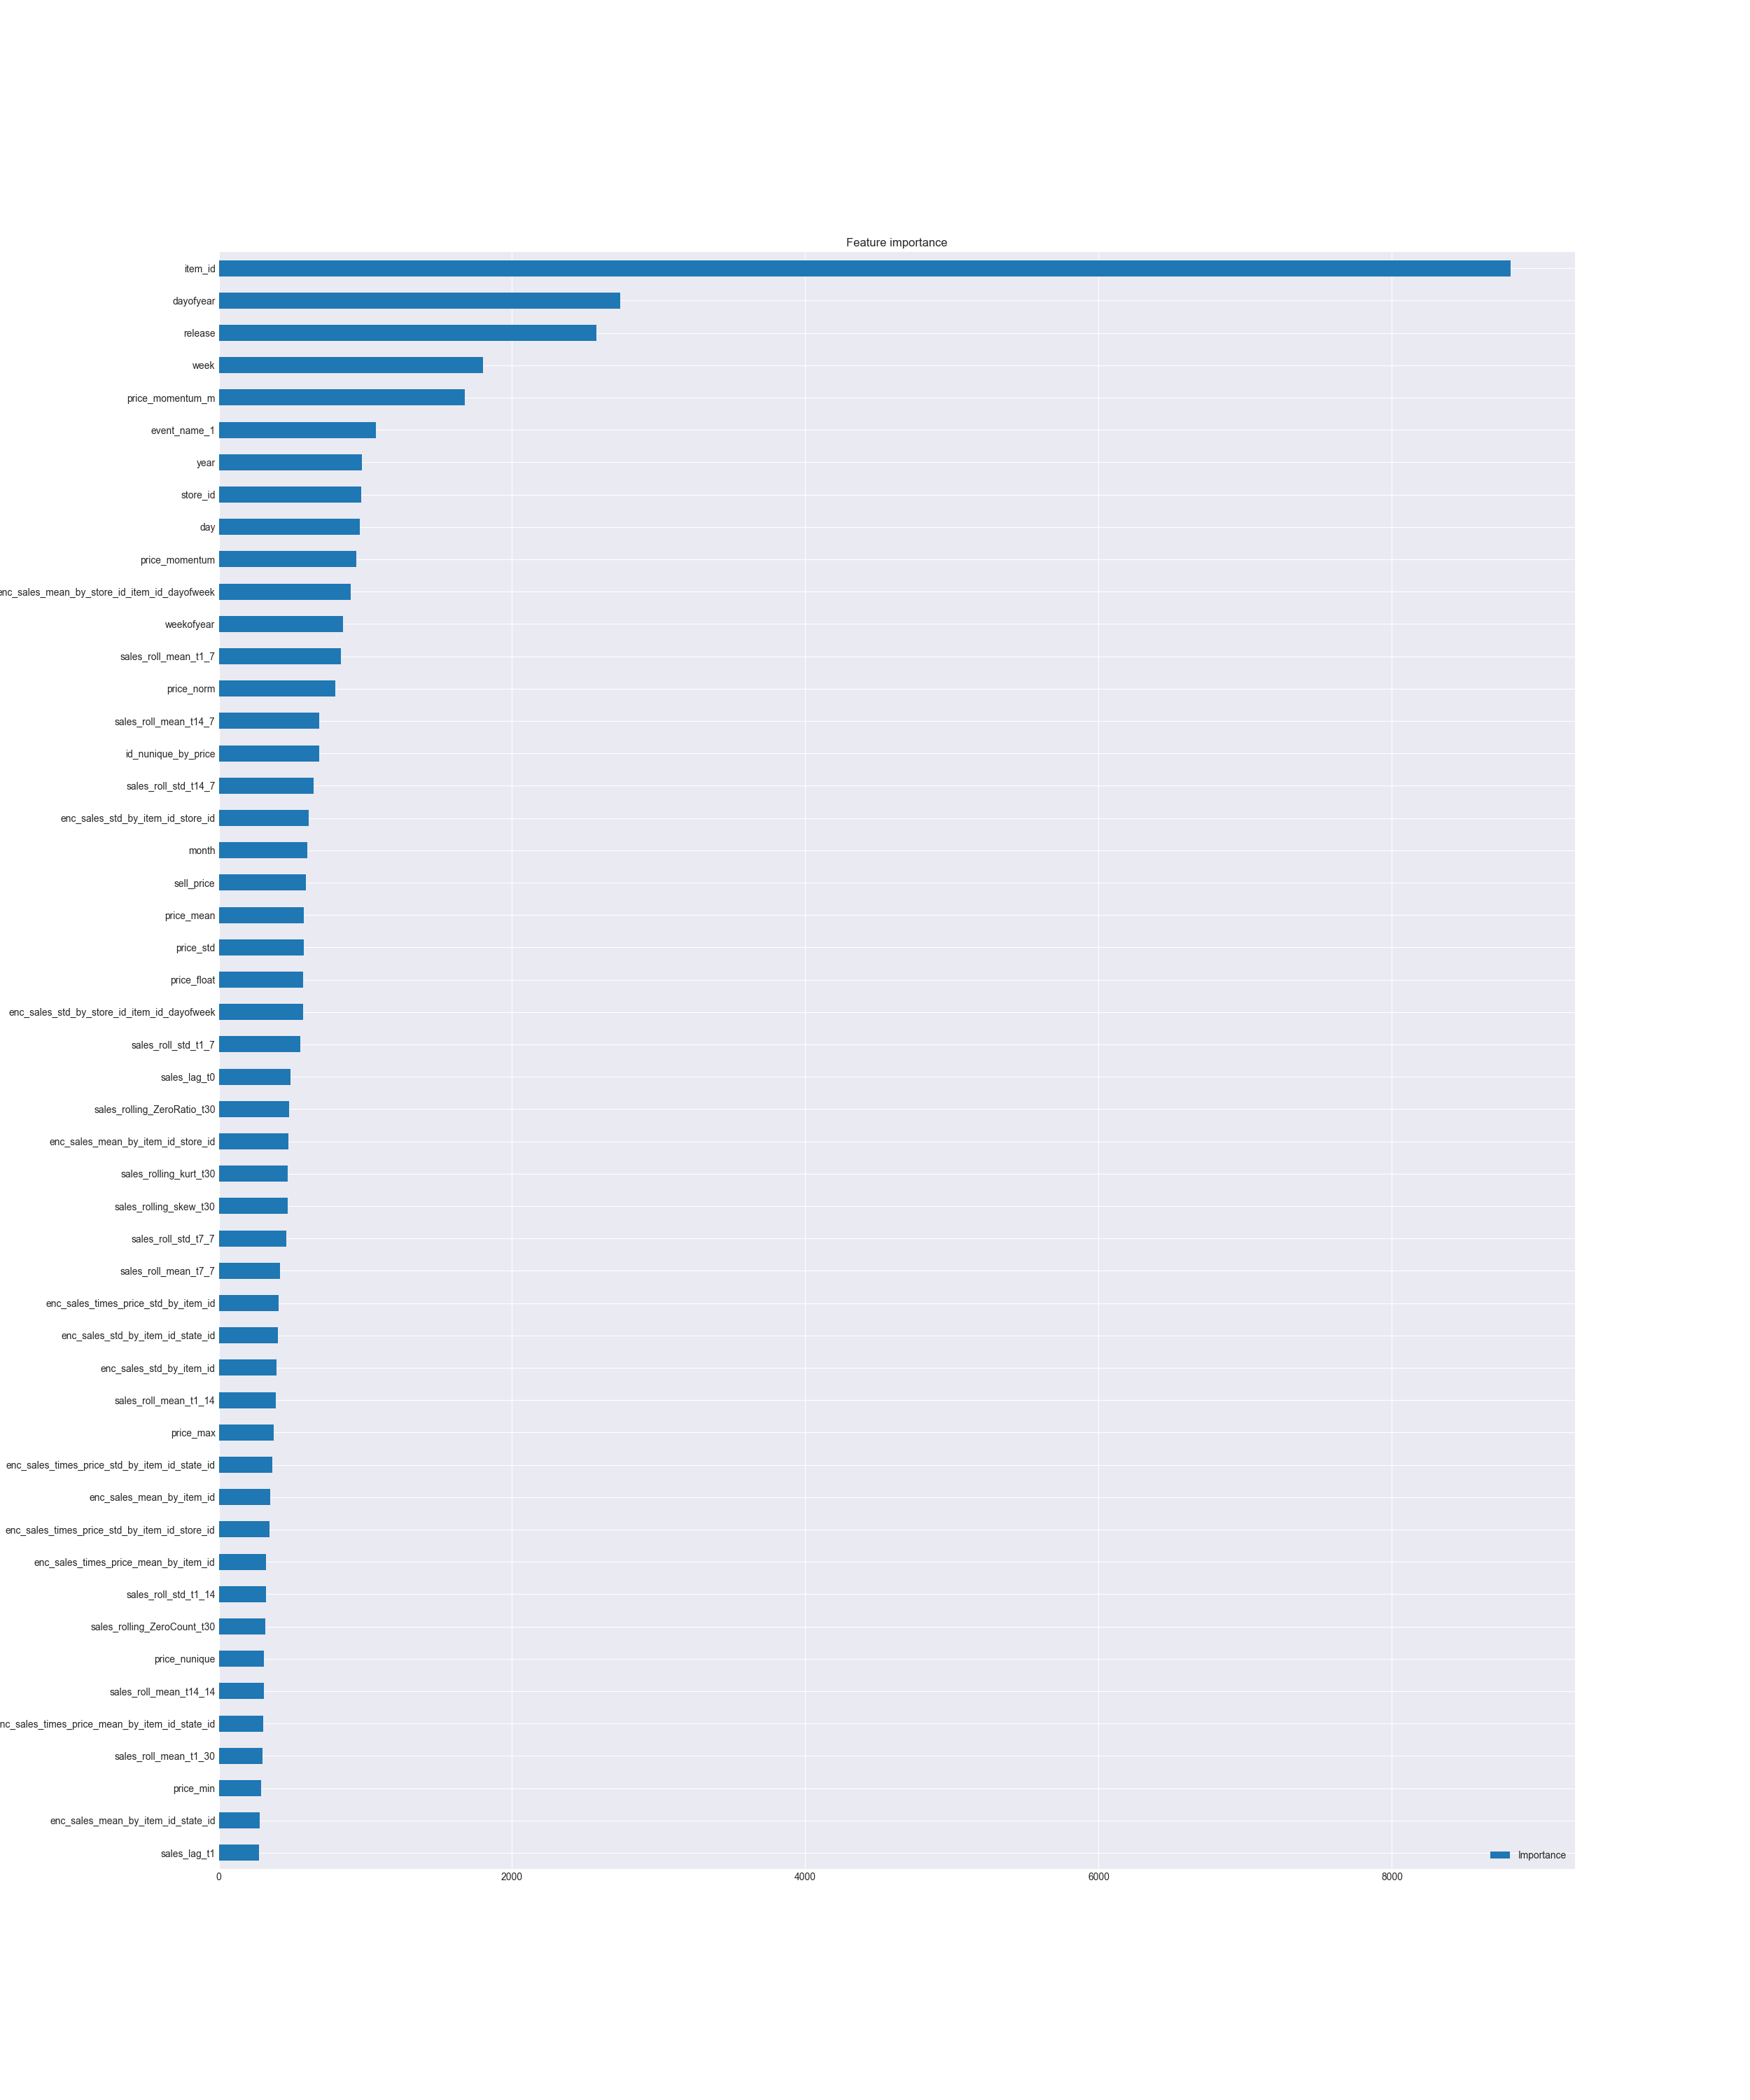 Feature importance
item_id
dayofyear
release
week
price_momentum_m
event_name_1
year
store_id
day
price_momentum
enc_sales_mean_by_store_id_item_id_dayofweek
weekofyear
sales_roll_mean_t1_7
price_norm
sales_roll_mean_t14_7
id_nunique_by_price
sales_roll_std_t14_7
enc_sales_std_by_item_id_store_id
month
sell_price
price_mean
price_std
price_float
enc_sales_std_by_store_id_item_id_dayofweek
sales_roll_std_t1_7
sales_lag_t0
sales_rolling_ZeroRatio_t30
enc_sales_mean_by_item_id_store_id
sales_rolling_kurt_t30
sales_rolling_skew_t30
sales_roll_std_t7_7
sales_roll_mean_t7_7
enc_sales_times_price_std_by_item_id
enc_sales_std_by_item_id_state_id
enc_sales_std_by_item_id
sales_roll_mean_t1_14
price_max
enc_sales_times_price_std_by_item_id_state_id
enc_sales_mean_by_item_id
enc_sales_times_price_std_by_item_id_store_id
enc_sales_times_price_mean_by_item_id
sales_roll_std_t1_14
sales_rolling_ZeroCount_t30
price_nunique
sales_roll_mean_t14_14
nc_sales_times_price_mean_by_item_id_state_id
sales_roll_mean_t1_30
price_min
enc_sales_mean_by_item_id_state_id
sales_lag_t1
Importance
0 2000 4000 6000 8000